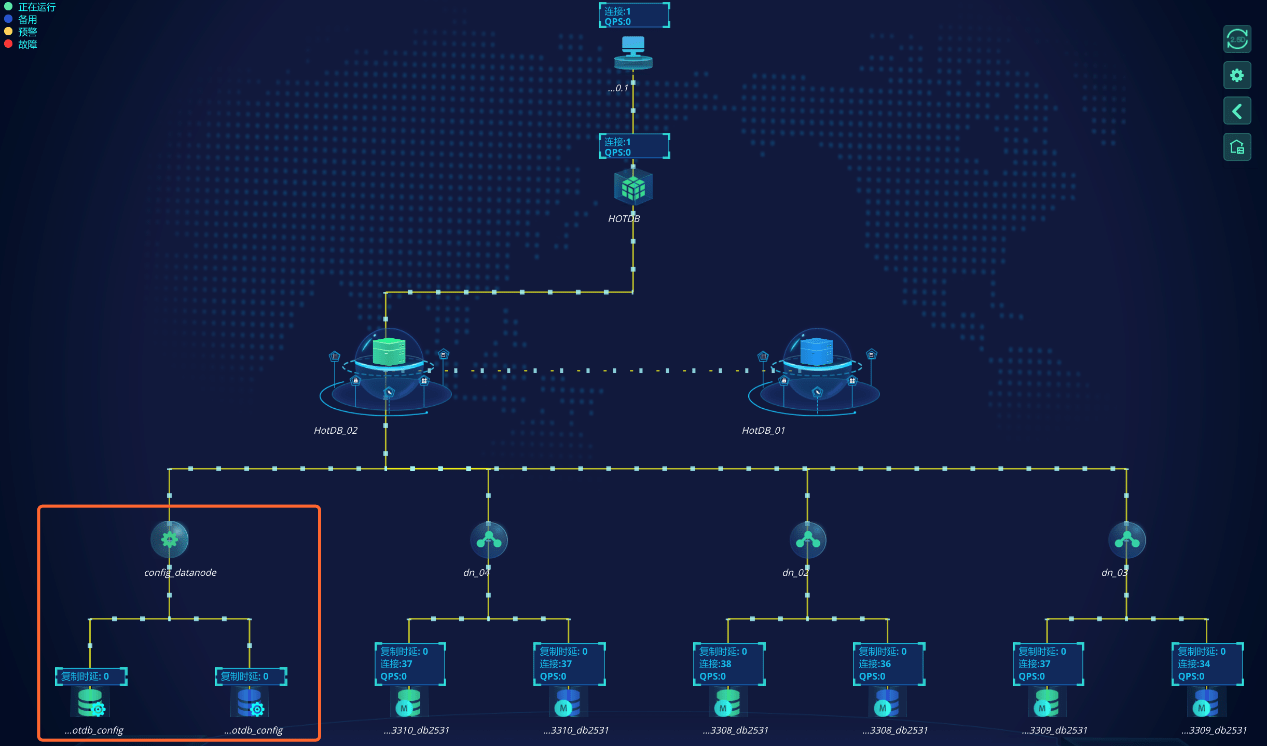 正在运行
备用
预警
故障
连接:1
QPS:0
...0.1
连接:1
QPS:0
HOTDB
HotDB_02
HotDB_01
config_datanode
dn_04
dn_02
dn_03
复制时延: 0
复制时延: 0
复制时延: 0
连接:37
QPS:0
复制时延: 0
连接:37
QPS:0
复制时延: 0
连接:38
QPS:0
复制时延: 0
连接:36
QPS:0
复制时延: 0
连接:37
QPS:0
复制时延: 0
连接:34
QPS:0
M
M
M
M
M
M
...otdb_config
...otdb_config
...3310_db2531
...3310_db2531
...3308_db2531
...3308_db2531
...3309_db2531
...3309_db2531